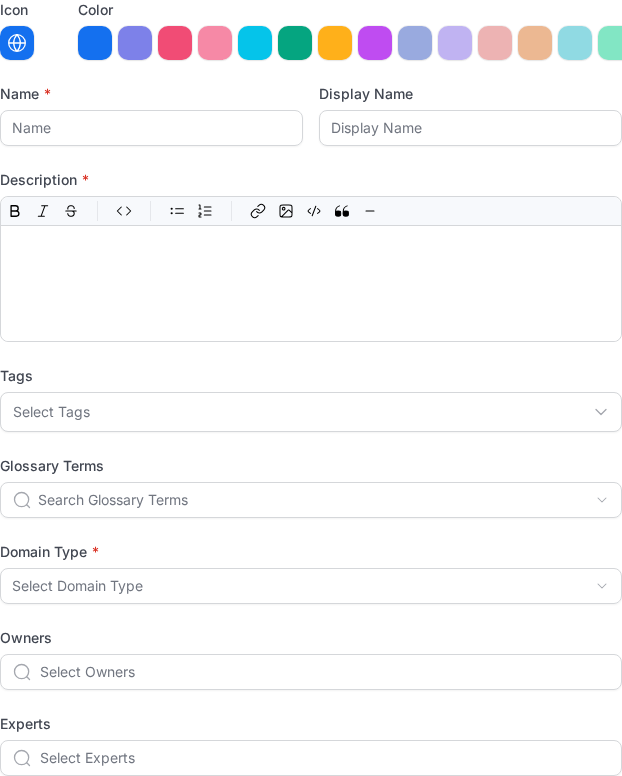 Icon Color
Name * Display Name
Name Display Name
Description *
Tags
Select Tags
Glossary Terms
Search Glossary Terms
Domain Type *
Select Domain Type
Owners
Select Owners
Experts
Select Experts